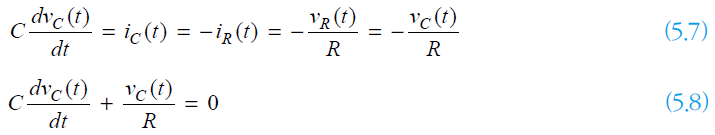 C dv_C(t)/dt = i_C(t) = −i_R(t) = − v_R(t)/R = − v_C(t)/R (5.7)
C dv_C(t)/dt + v_C(t)/R = 0 (5.8)